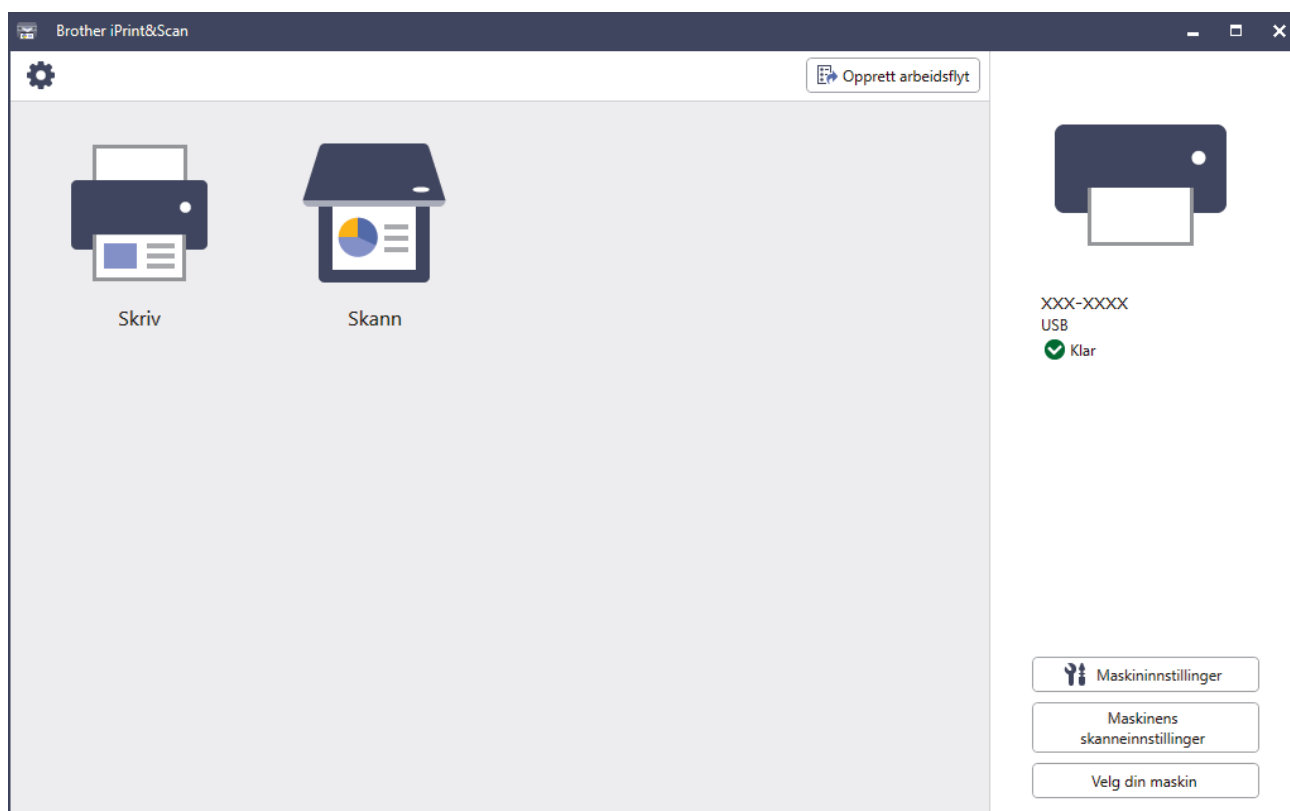 Brother iPrint&Scan
Opprett arbeidsflyt
Skriv
Skann
XXX-XXXX
USB
Klar
Maskininnstillinger
Maskinens
skanneinnstillinger
Velg din maskin